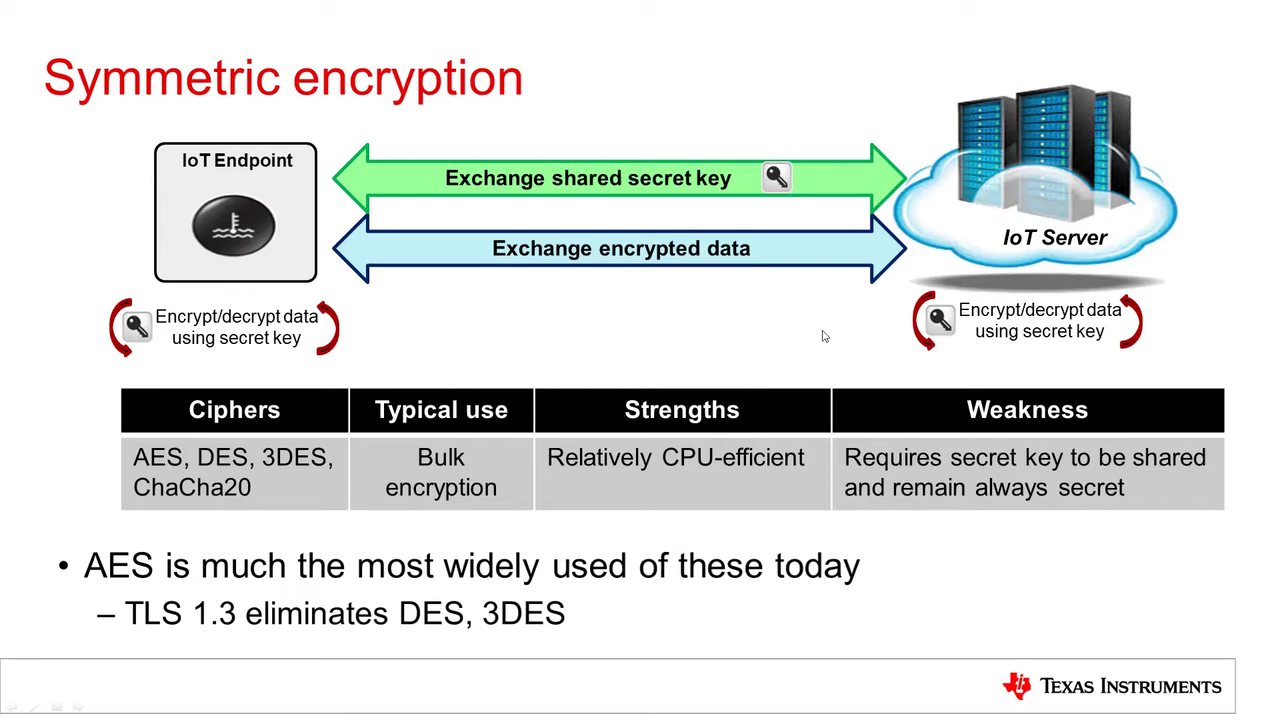 Symmetric encryption
IoT Endpoint
Exchange shared secret key
Exchange encrypted data
IoT Server
Encrypt/decrypt data
using secret key
Encrypt/decrypt data
using secret key
Ciphers Typical use Strengths Weakness
AES, DES, 3DES, Bulk Relatively CPU-efficient Requires secret key to be shared
ChaCha20 encryption and remain always secret
• AES is much the most widely used of these today
– TLS 1.3 eliminates DES, 3DES
TEXAS INSTRUMENTS